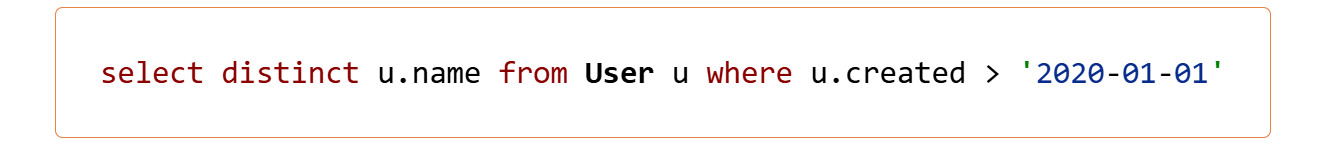 select distinct u.name from User u where u.created > '2020-01-01'